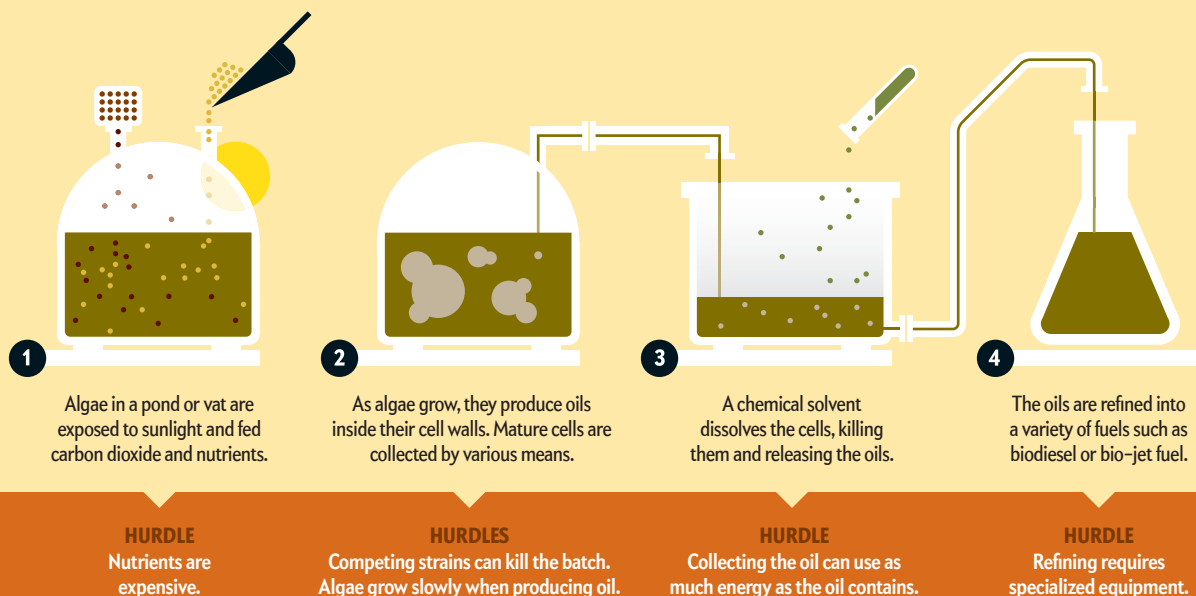 1
Algae in a pond or vat are
exposed to sunlight and fed
carbon dioxide and nutrients.
HURDLE
Nutrients are
expensive.
2
As algae grow, they produce oils
inside their cell walls. Mature cells are
collected by various means.
HURDLES
Competing strains can kill the batch.
Algae grow slowly when producing oil.
3
A chemical solvent
dissolves the cells, killing
them and releasing the oils.
HURDLE
Collecting the oil can use as
much energy as the oil contains.
4
The oils are refined into
a variety of fuels such as
biodiesel or bio-jet fuel.
HURDLE
Refining requires
specialized equipment.